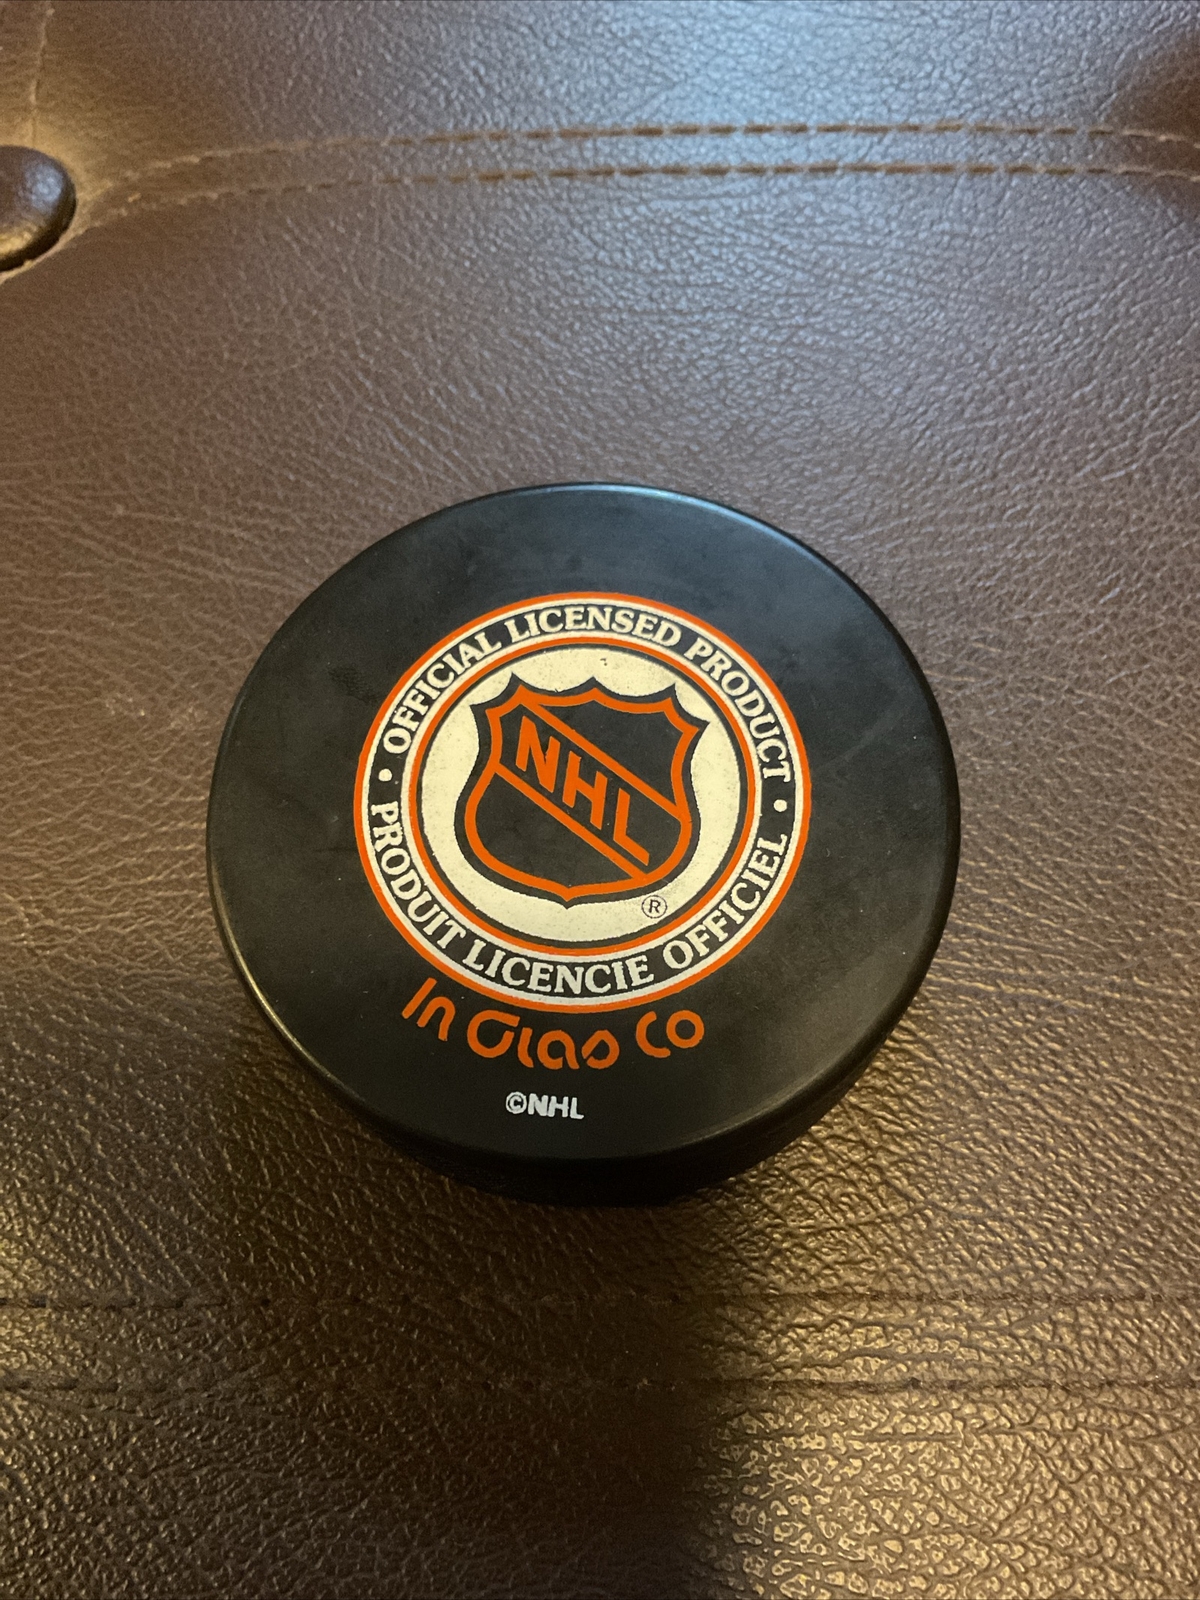 • OFFICIAL LICENSED PRODUCT •
NHL
®
PRODUIT LICENCIE OFFICIEL
In Glas Co
©NHL